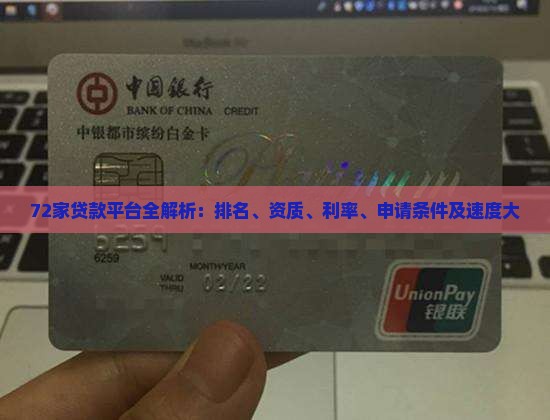 中国银行
BANK OF CHINA CREDIT
中银都市缤纷白金卡
Platinum
72家贷款平台全解析：排名、资质、利率、申请条件及速度大
6259
6259
MONTH/YEAR
VALID THRU 02/22
UnionPay
银联